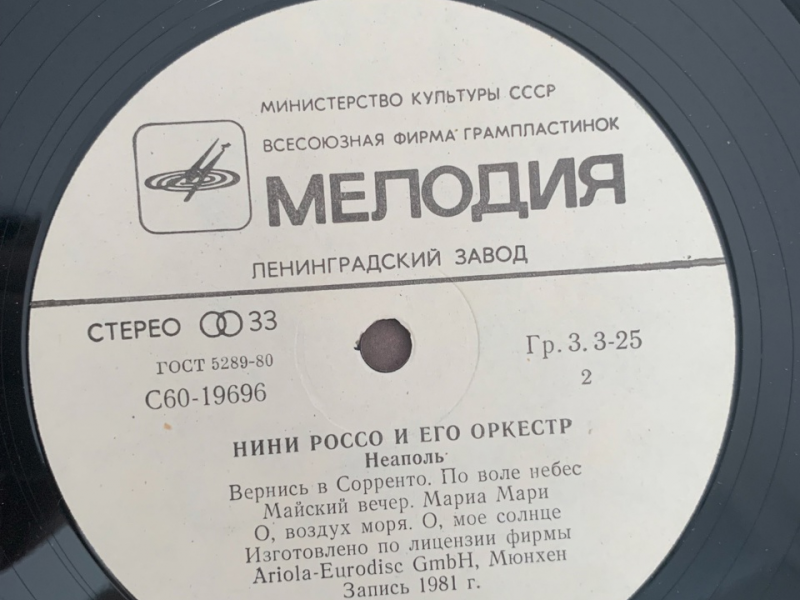 МИНИСТЕРСТВО КУЛЬТУРЫ СССР
ВСЕСОЮЗНАЯ ФИРМА ГРАМПЛАСТИНОК
МЕЛОДИЯ
ЛЕНИНГРАДСКИЙ ЗАВОД
СТЕРЕО 33
ГОСТ 5289-80
С60-19696
Гр. 3. 3-25
2
НИНИ РОССО И ЕГО ОРКЕСТР
Неаполь
Вернись в Сорренто. По воле небес
Майский вечер. Мариа Мари
О, воздух моря. О, мое солнце
Изготовлено по лицензии фирмы
Ariola-Eurodisc GmbH, Мюнхен
Запись 1981 г.